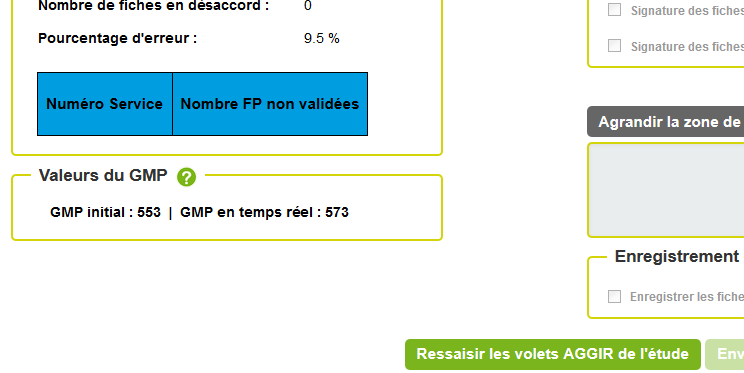 Nombre de fiches en désaccord : 0
Pourcentage d'erreur : 9.5 %
Numéro Service Nombre FP non validées
Valeurs du GMP ?
GMP initial : 553 | GMP en temps réel : 573
Signature des fiches
Signature des fiches
Agrandir la zone de
Enregistrement
Enregistrer les fiche
Ressaisir les volets AGGIR de l'étude
Env